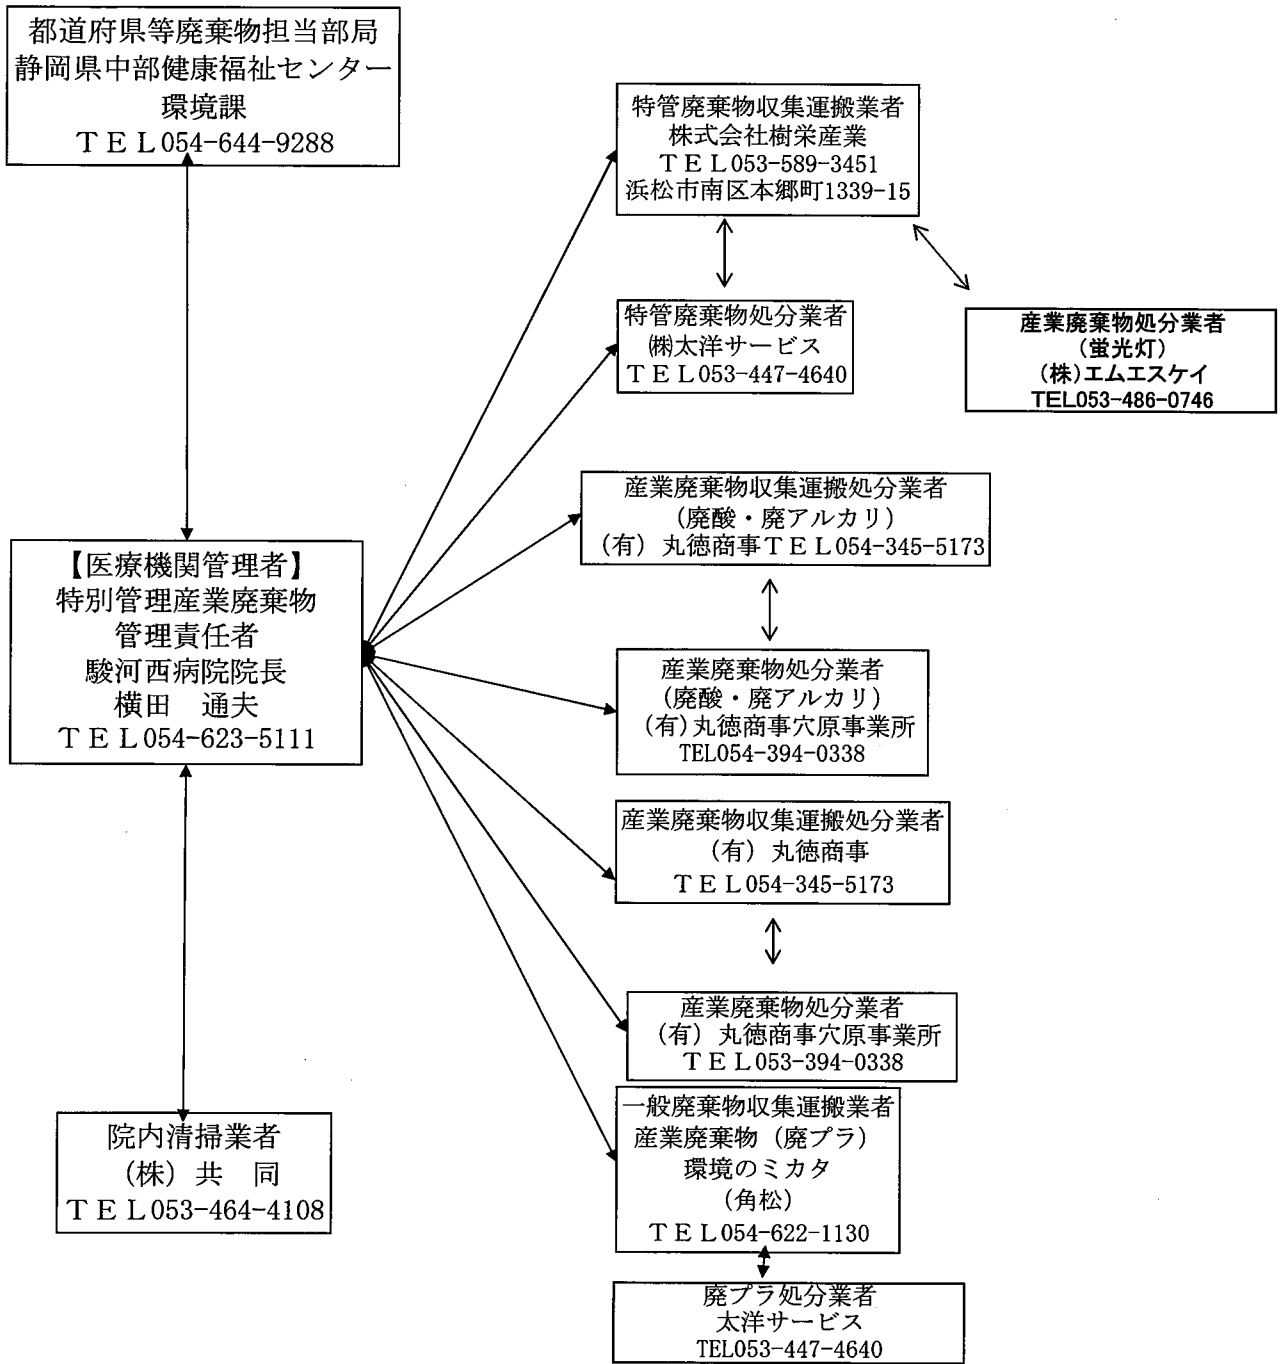 都道府県等廃棄物担当部局
静岡県中部健康福祉センター
環境課
ＴＥＬ054-644-9288
特管廃棄物収集運搬業者
株式会社樹栄産業
ＴＥＬ053-589-3451
浜松市南区本郷町1339-15
特管廃棄物処分業者
㈱太洋サービス
ＴＥＬ053-447-4640
産業廃棄物処分業者
(蛍光灯)
(株)エムエスケイ
TEL053-486-0746
産業廃棄物収集運搬処分業者
(廃酸・廃アルカリ)
(有) 丸徳商事ＴＥＬ054-345-5173
【医療機関管理者】
特別管理産業廃棄物
管理責任者
駿河西病院院長
横田　通夫
ＴＥＬ054-623-5111
産業廃棄物処分業者
(廃酸・廃アルカリ)
(有)丸徳商事穴原事業所
TEL054-394-0338
産業廃棄物収集運搬処分業者
(有) 丸徳商事
ＴＥＬ054-345-5173
産業廃棄物処分業者
(有) 丸徳商事穴原事業所
ＴＥＬ053-394-0338
院内清掃業者
(株) 共　同
ＴＥＬ053-464-4108
一般廃棄物収集運搬業者
産業廃棄物 (廃プラ)
環境のミカタ
(角松)
ＴＥＬ054-622-1130
廃プラ処分業者
太洋サービス
TEL053-447-4640